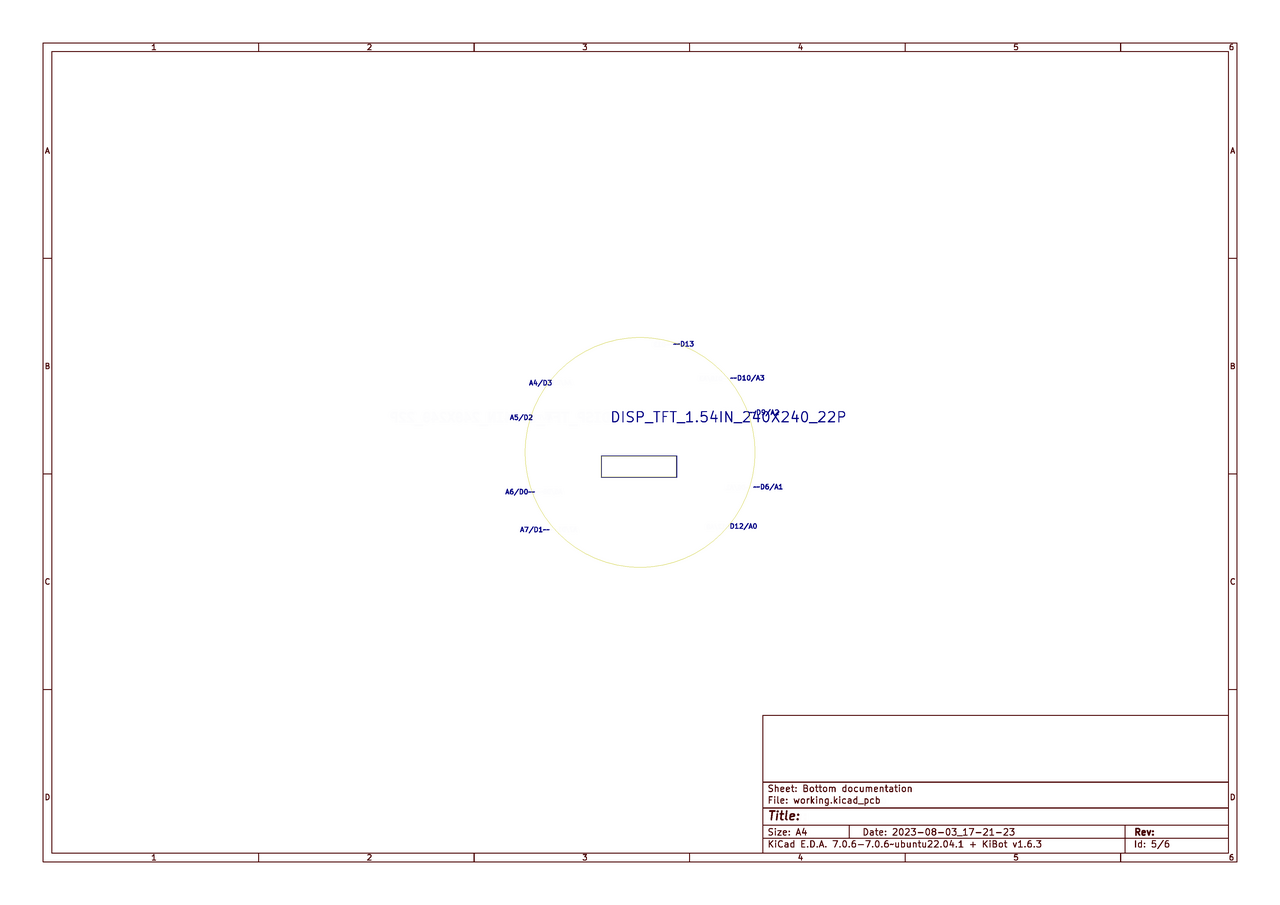 1 2 3 4 5 6
A A
--D13
B B
--D10/A3
A4/D3
--D9/A2
A5/D2
DISP_TFT_1.54IN_240X240_22P
--D6/A1
A6/D0--
D12/A0
A7/D1--
C C
Sheet: Bottom documentation
File: working.kicad_pcb
D D
Title:
Size: A4 Date: 2023-08-03_17-21-23 Rev:
KiCad E.D.A. 7.0.6-7.0.6~ubuntu22.04.1 + KiBot v1.6.3 Id: 5/6
1 2 3 4 5 6